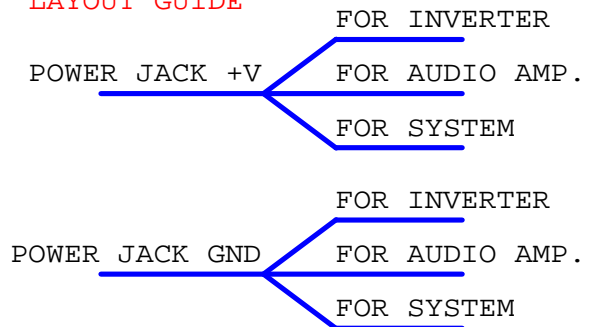 LAYOUT GUIDE
FOR INVERTER
POWER JACK +V
FOR AUDIO AMP.
FOR SYSTEM
FOR INVERTER
POWER JACK GND
FOR AUDIO AMP.
FOR SYSTEM